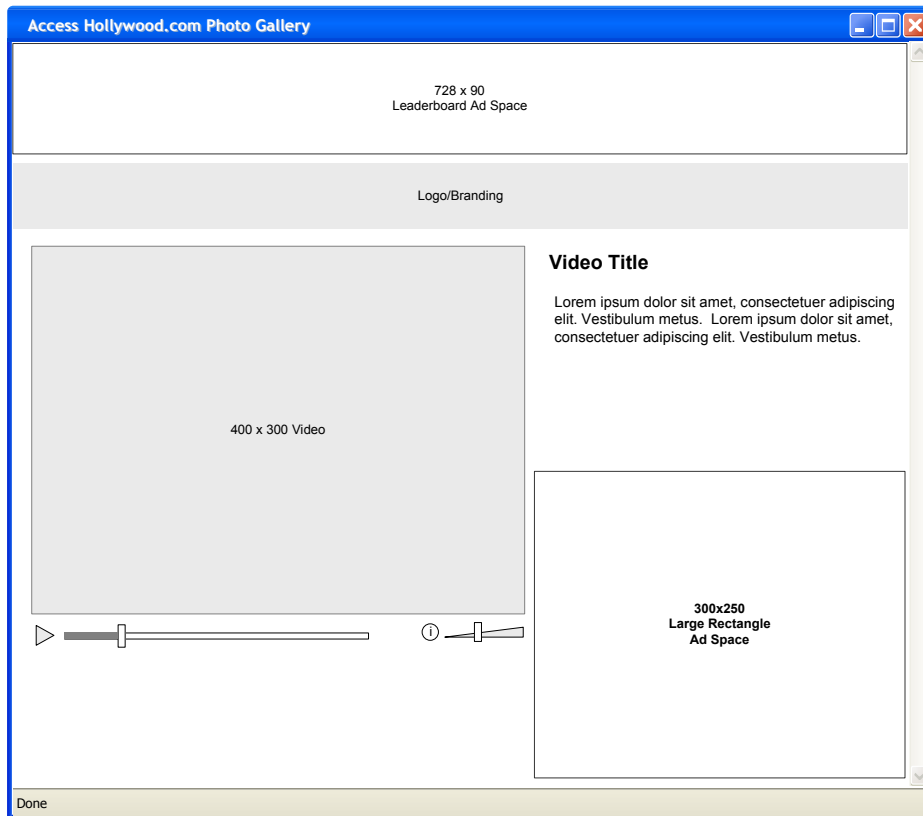 Access Hollywood.com Photo Gallery
728 x 90
Leaderboard Ad Space
Logo/Branding
400 x 300 Video
Video Title
Lorem ipsum dolor sit amet, consectetuer adipiscing
elit. Vestibulum metus.  Lorem ipsum dolor sit amet,
consectetuer adipiscing elit. Vestibulum metus.
i
300x250
Large Rectangle
Ad Space
Done